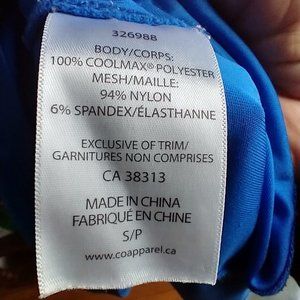 326988
BODY/CORPS:
100% COOLMAX® POLYESTER
MESH/MAILLE:
94% NYLON
6% SPANDEX/ÉLASTHANNE
EXCLUSIVE OF TRIM/
GARNITURES NON COMPRISES
CA 38313
MADE IN CHINA
FABRIQUÉ EN CHINE
S/P
www.coapparel.ca